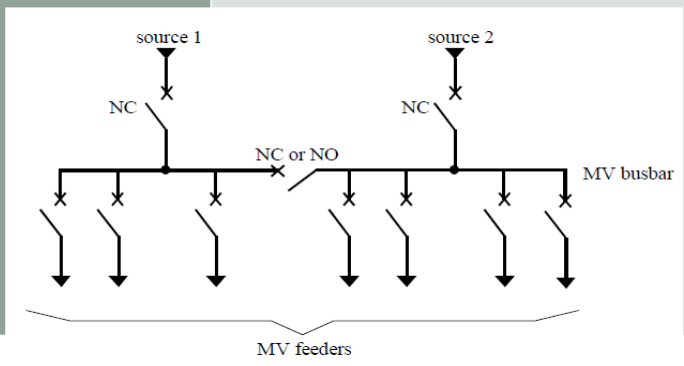 source 1
source 2
NC
NC
NC or NO
MV busbar
MV feeders